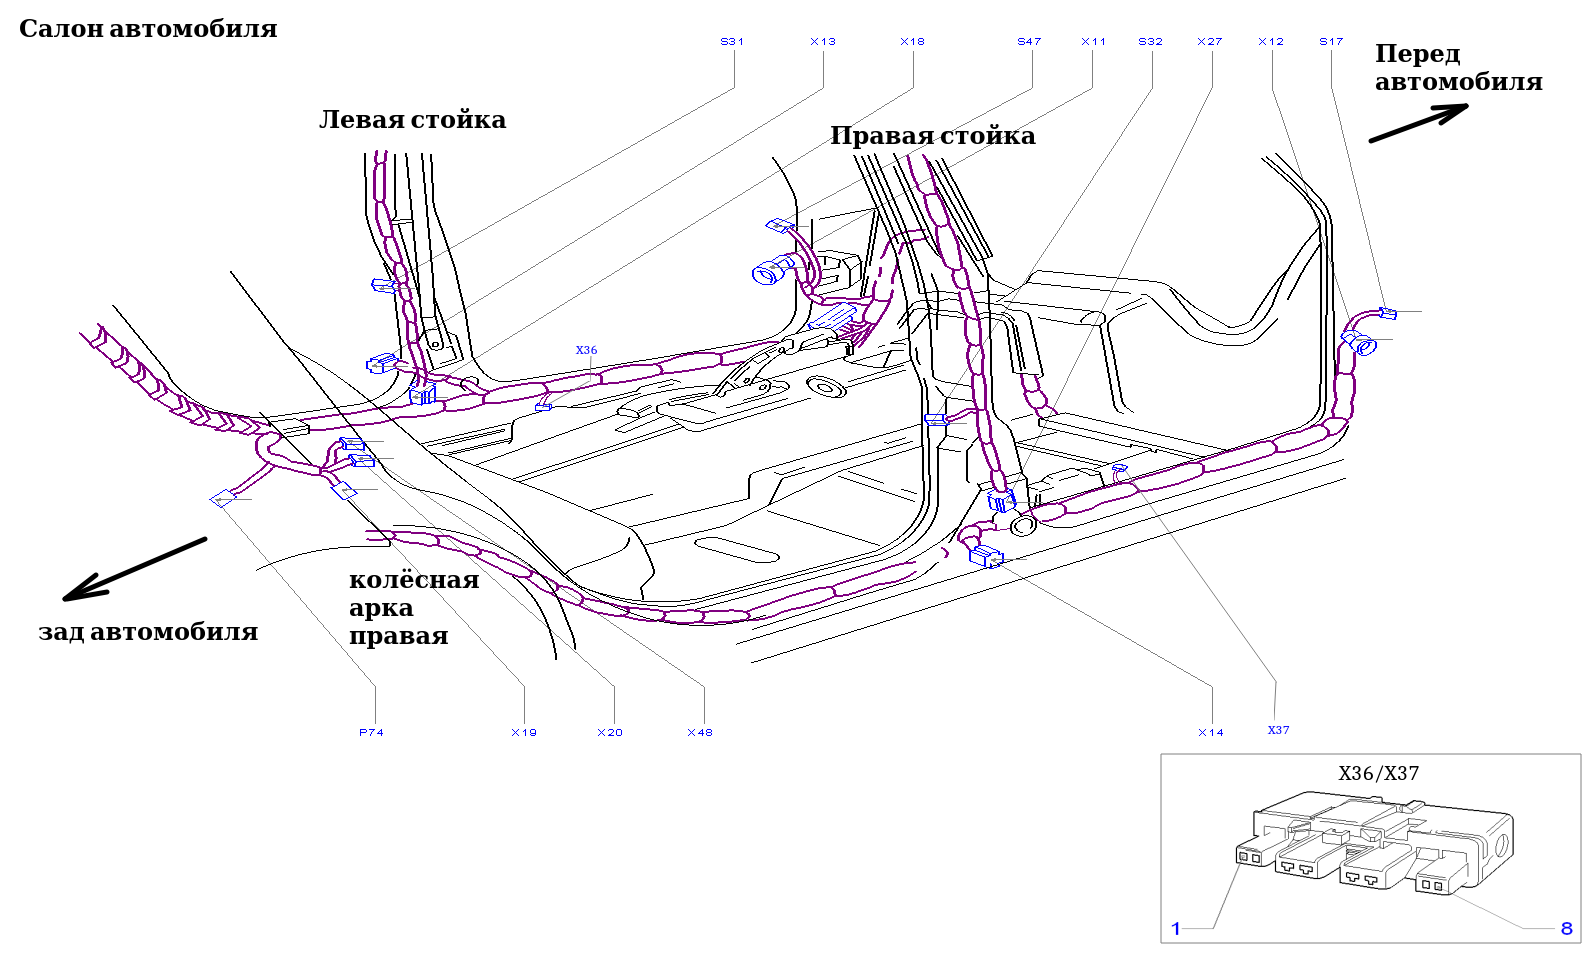 Салон автомобиля
S31 X13 X18 S47 X11 S32 X27 X12 S17
Перед
автомобиля
Левая стойка
Правая стойка
X36
колёсная
арка
правая
зад автомобиля
P74 X19 X20 X48 X14 X37
X36/X37
1 8